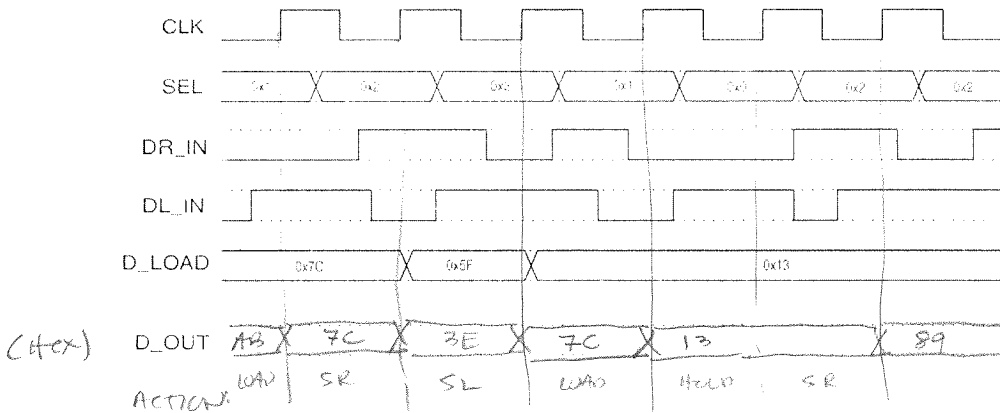 CLK
SEL 0x1 0x2 0x3 0x1 0x0 0x2 0x2
DR_IN
DL_IN
D_LOAD 0x7C 0x5F 0x13
(Hex) D_OUT AB 7C 3E 7C 13 89
ACTION: LOAD SR SL LOAD HOLD SR